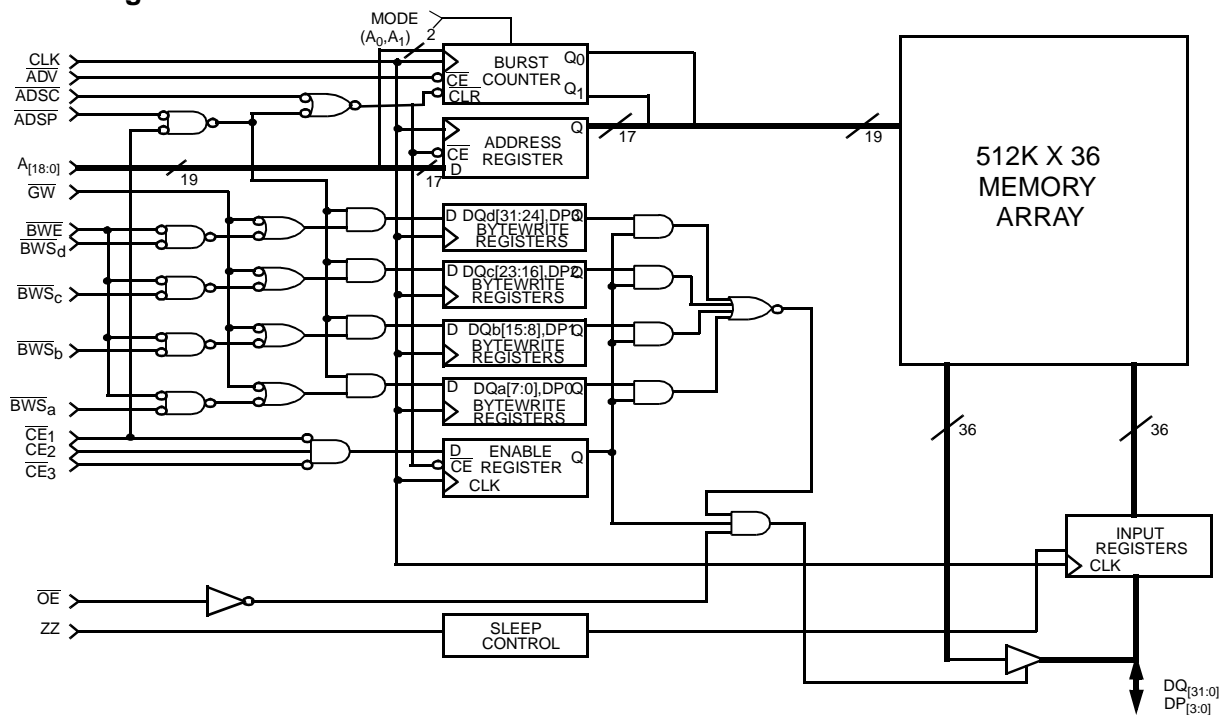 MODE
(A0,A1) 2
CLK
ADV
ADSC
ADSP
BURST
COUNTER
CE
CLR
Q0
Q1
ADDRESS
REGISTER
CE
D
Q
17
19
A[18:0]
19
17
GW
BWE
BWSd
BWSc
BWSb
BWSa
CE1
CE2
CE3
D DQd[31:24],DP3 Q
BYTEWRITE
REGISTERS
D DQc[23:16],DP2 Q
BYTEWRITE
REGISTERS
D DQb[15:8],DP1 Q
BYTEWRITE
REGISTERS
D DQa[7:0],DP0 Q
BYTEWRITE
REGISTERS
D ENABLE Q
CE REGISTER
CLK
512K X 36
MEMORY
ARRAY
36
36
INPUT
REGISTERS
CLK
OE
ZZ
SLEEP
CONTROL
DQ[31:0]
DP[3:0]